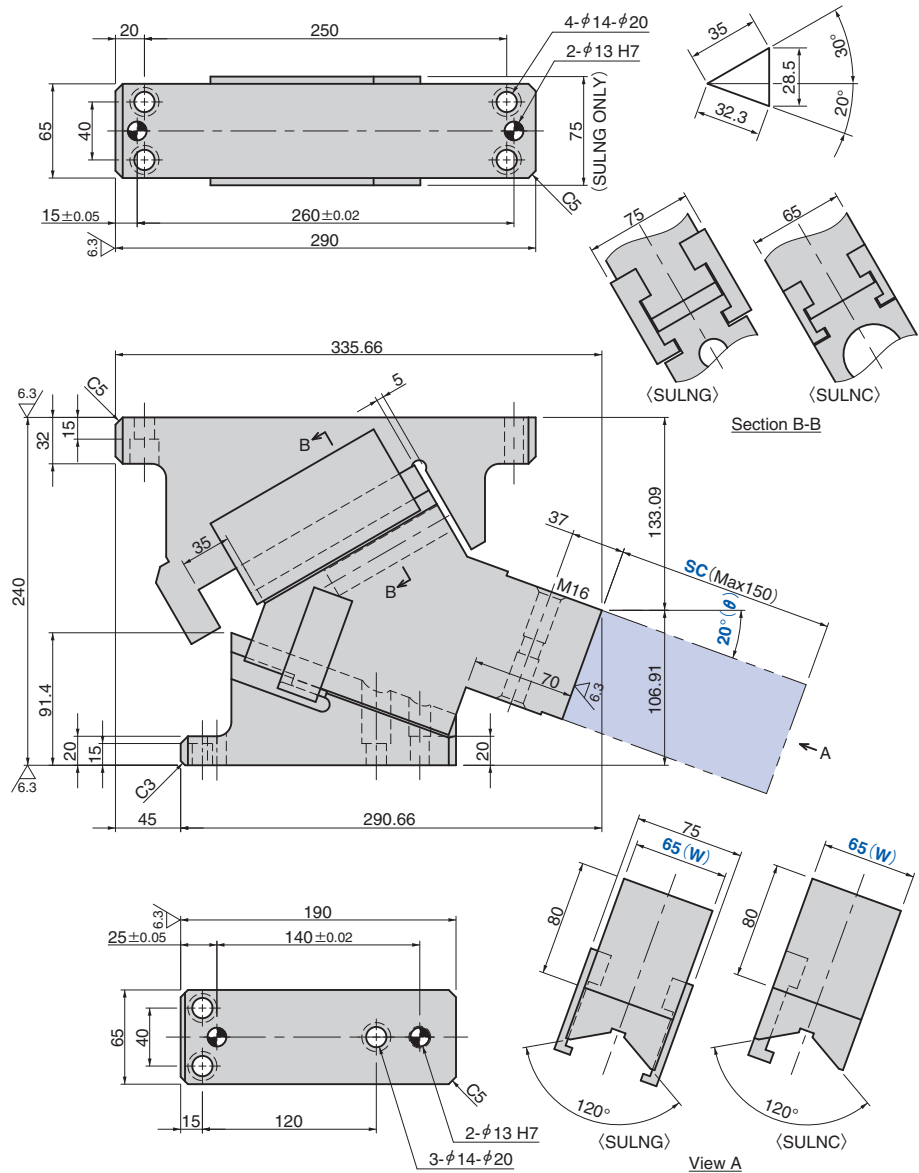 20
250
4-φ14-φ20
2-φ13 H7
65
40
75
(SULNG ONLY)
C5
15±0.05
260±0.02
290
6.3
35
30°
28.5
20°
32.3
75
65
〈SULNG〉
〈SULNC〉
Section B-B
335.66
6.3
C5
5
15
32
B
B
35
240
91.4
20
15
6.3
C3
45
290.66
37
M16
70
6.3
20
133.09
SC(Max150)
20°(θ)
106.91
A
190
6.3
25±0.05
140±0.02
65
40
C5
15
120
2-φ13 H7
3-φ14-φ20
75
65(W)
80
120°
〈SULNG〉
65(W)
80
120°
〈SULNC〉
View A